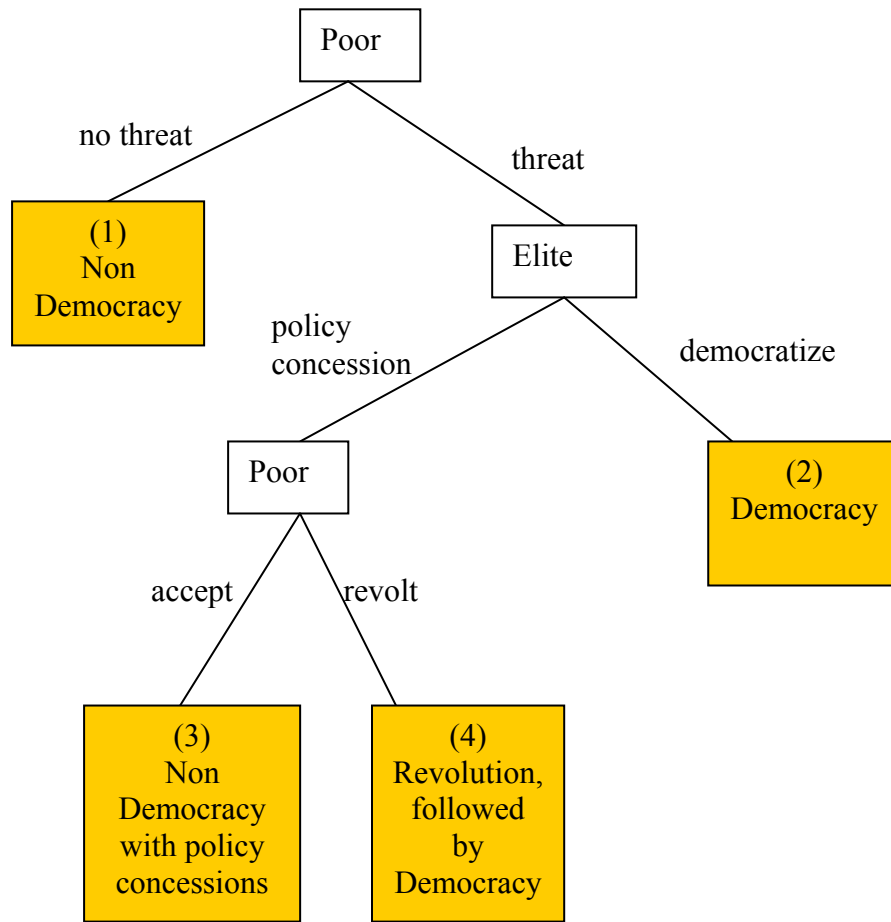 Poor
no threat
threat
(1)
Non
Democracy
Elite
policy
concession
democratize
Poor
(2)
Democracy
accept
revolt
(3)
Non
Democracy
with policy
concessions
(4)
Revolution,
followed
by
Democracy